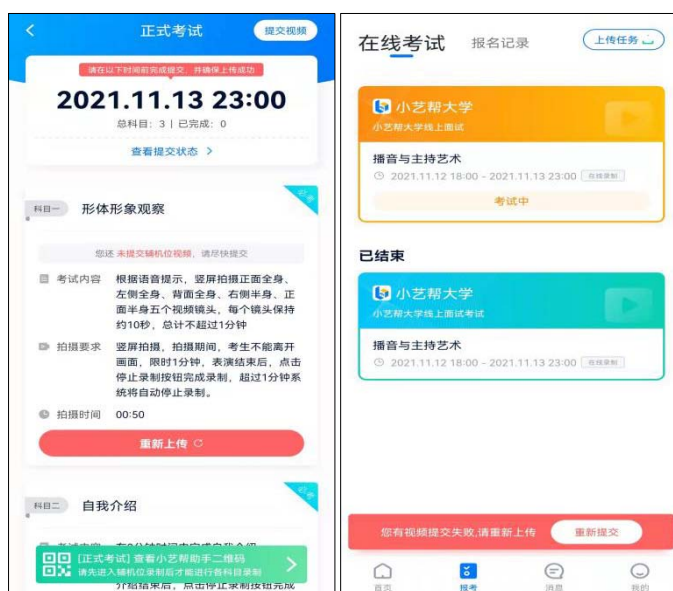 正式考试
提交视频
请在以下时间前完成提交，并确保上传成功
2021.11.13 23:00
总科目：3 | 已完成：0
查看提交状态 >
必考
科目一
形体形象观察
您还 未提交辅机位视频，请尽快提交
考试内容
根据语音提示，竖屏拍摄正面全身、
左侧全身、背面全身、右侧半身、正
面半身五个视频镜头，每个镜头保持
约10秒，总计不超过1分钟
拍摄要求
竖屏拍摄，拍摄期间，考生不能离开
画面，限时1分钟，表演结束后，点击
停止录制按钮完成录制，超过1分钟系
统将自动停止录制。
拍摄时间
00:50
重新上传
必考
科目二
自我介绍
[正式考试] 查看小艺帮助手二维码
请先进入辅机位录制后才能进行各科目录制
介绍结束后，点击停止录制按钮完成
在线考试
报名记录
上传任务
小艺帮大学
小艺帮大学线上面试
播音与主持艺术
2021.11.12 18:00 - 2021.11.13 23:00
在线录制
考试中
已结束
小艺帮大学
小艺帮大学线上面试考试
播音与主持艺术
2021.11.12 18:00 - 2021.11.13 23:00
在线录制
您有视频提交失败,请重新上传
重新提交
首页
报考
消息
我的